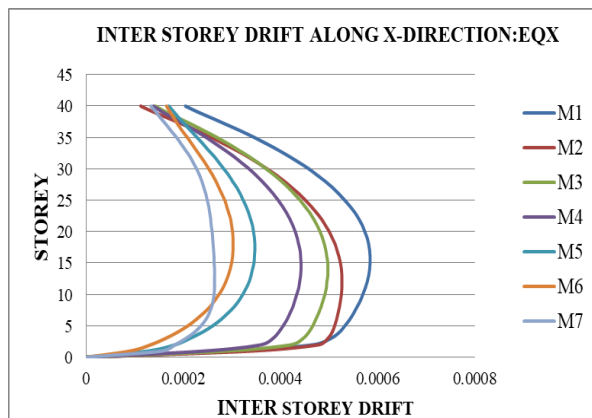 INTER STOREY DRIFT ALONG X-DIRECTION:EQX
45
40
35
30
25
20
15
10
5
0
STOREY
0
0.0002
0.0004
0.0006
0.0008
INTER STOREY DRIFT
M1
M2
M3
M4
M5
M6
M7